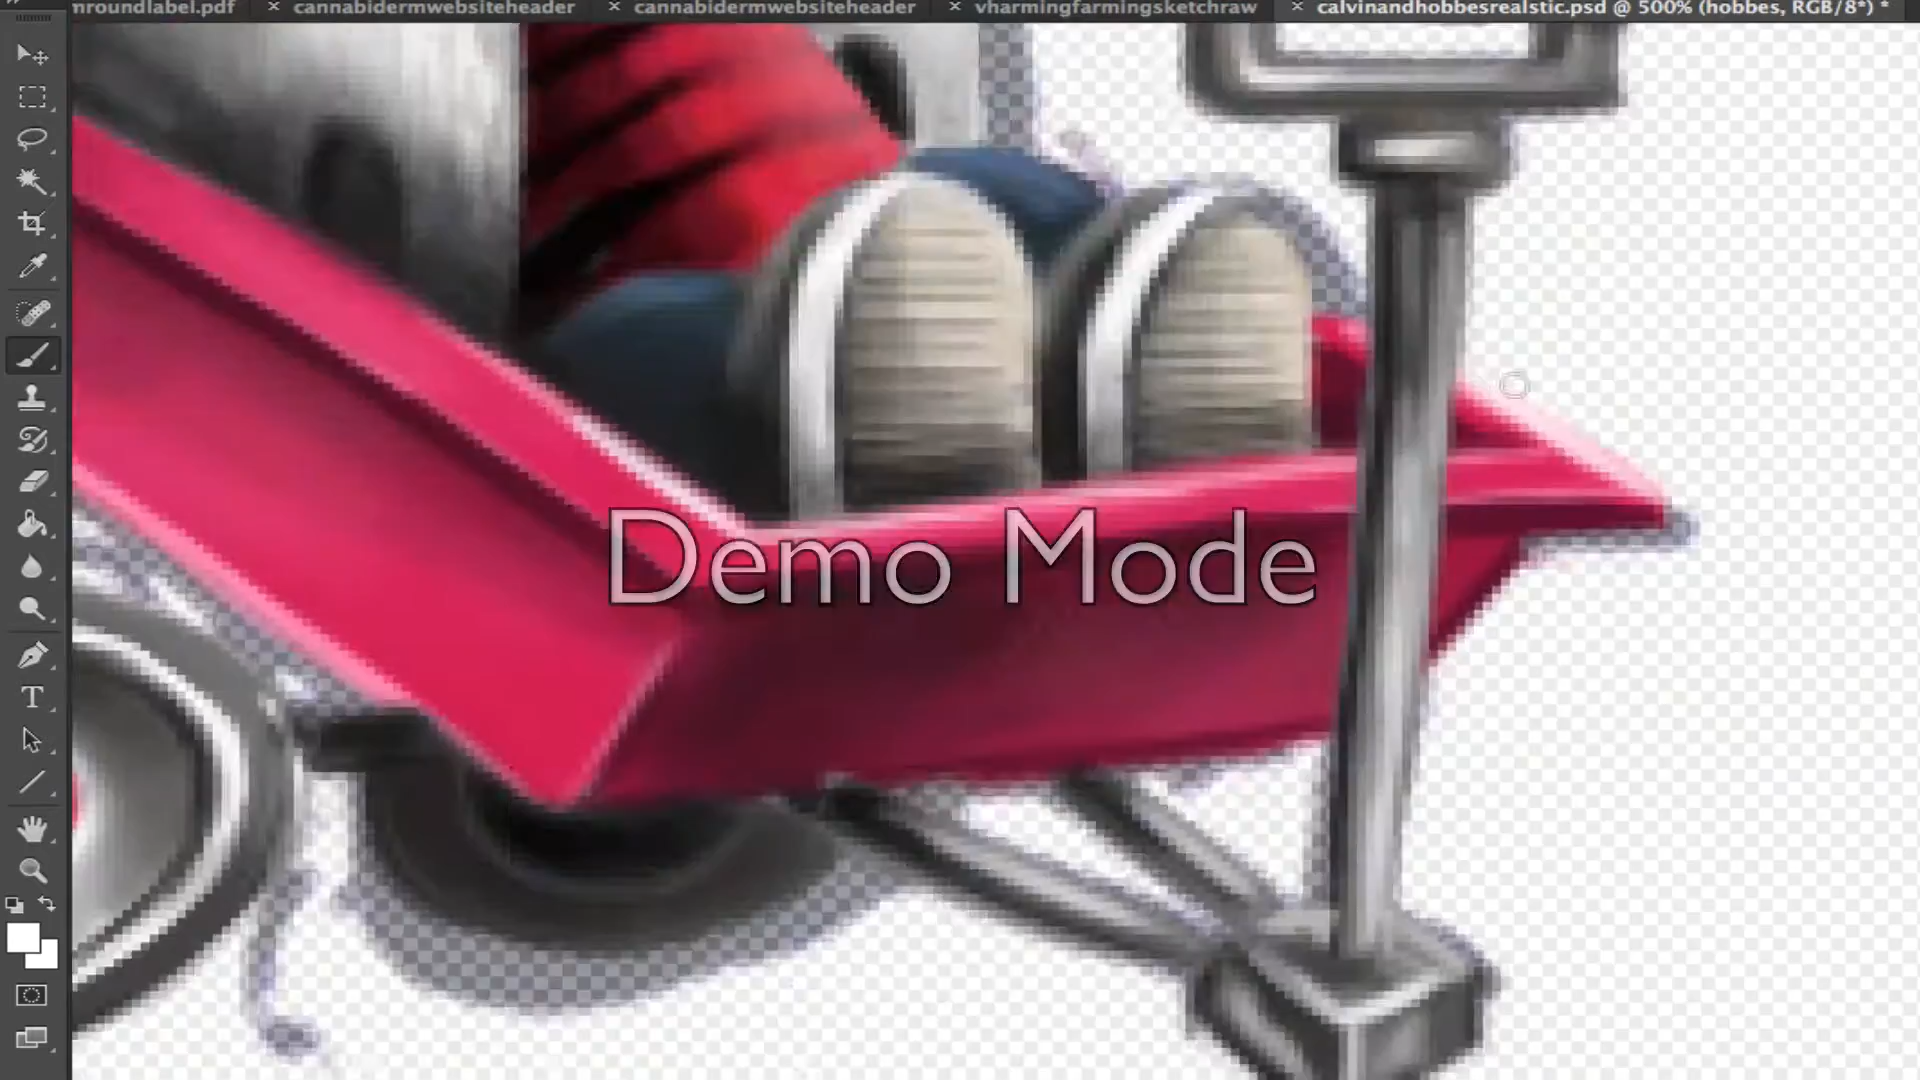 nroundlabel.pdf × cannabidermwebsiteheader × cannabidermwebsiteheader × vharmingfarmingsketchraw × calvinandhobbesrealstic.psd @ 500% (hobbes, RGB/8*) *
Demo Mode
T